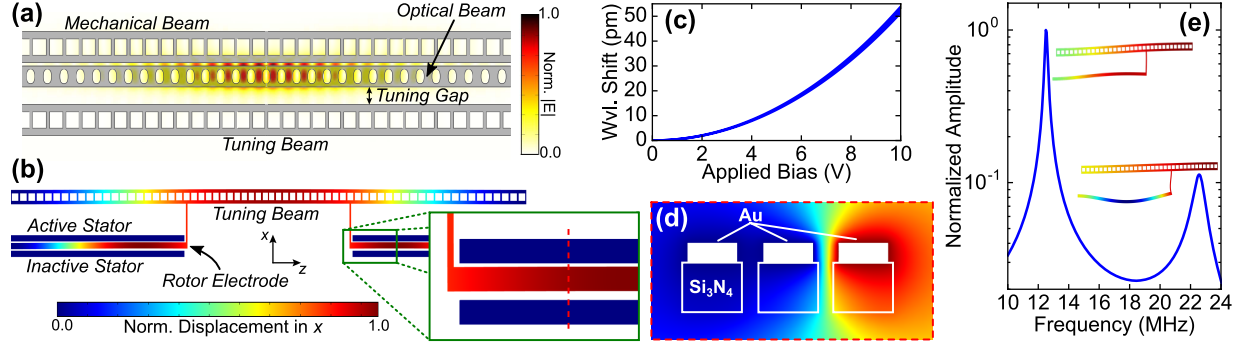 (a)
Mechanical Beam
Optical Beam
Tuning Gap
Tuning Beam
1.0
Norm. |E|
0.0
(b)
Tuning Beam
Active Stator
Inactive Stator
Rotor Electrode
x
z
0.0
Norm. Displacement in x
1.0
(c)
Wvl. Shift (pm)
50
40
30
20
10
0
0
2
4
6
8
10
Applied Bias (V)
(d)
Au
Si₃N₄
(e)
Normalized Amplitude
10⁰
10⁻¹
10
12
14
16
18
20
22
24
Frequency (MHz)